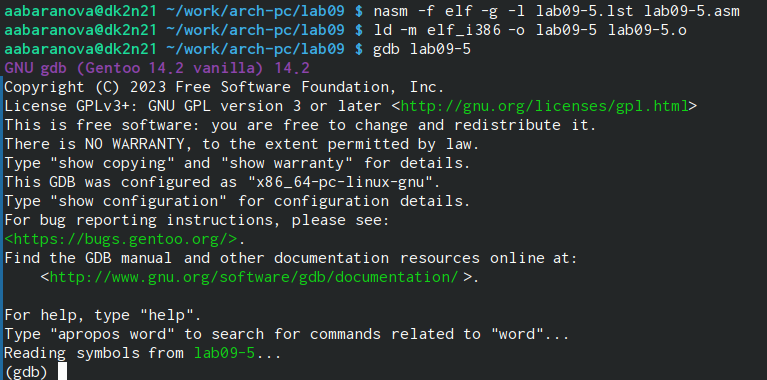 aabaranova@dk2n21 ~/work/arch-pc/lab09 $ nasm -f elf -g -l lab09-5.lst lab09-5.asm
aabaranova@dk2n21 ~/work/arch-pc/lab09 $ ld -m elf_i386 -o lab09-5 lab09-5.o
aabaranova@dk2n21 ~/work/arch-pc/lab09 $ gdb lab09-5
GNU gdb (Gentoo 14.2 vanilla) 14.2
Copyright (C) 2023 Free Software Foundation, Inc.
License GPLv3+: GNU GPL version 3 or later <http://gnu.org/licenses/gpl.html>
This is free software: you are free to change and redistribute it.
There is NO WARRANTY, to the extent permitted by law.
Type "show copying" and "show warranty" for details.
This GDB was configured as "x86_64-pc-linux-gnu".
Type "show configuration" for configuration details.
For bug reporting instructions, please see:
<https://bugs.gentoo.org/>.
Find the GDB manual and other documentation resources online at:
    <http://www.gnu.org/software/gdb/documentation/>.

For help, type "help".
Type "apropos word" to search for commands related to "word"...
Reading symbols from lab09-5...
(gdb)